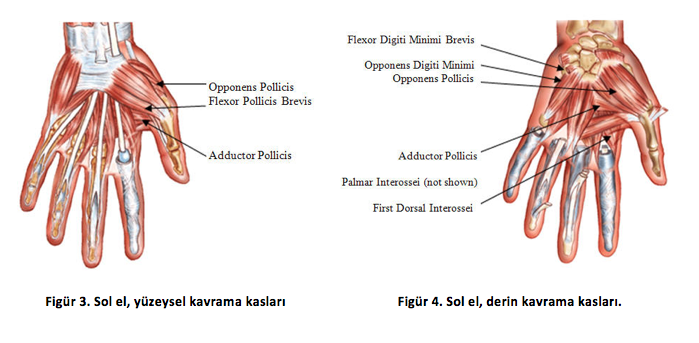 Opponens Pollicis
Flexor Pollicis Brevis
Adductor Pollicis
Figür 3. Sol el, yüzeysel kavrama kasları
Flexor Digiti Minimi Brevis
Opponens Digiti Minimi
Opponens Pollicis
Adductor Pollicis
Palmar Interossei (not shown)
First Dorsal Interossei
Figür 4. Sol el, derin kavrama kasları.